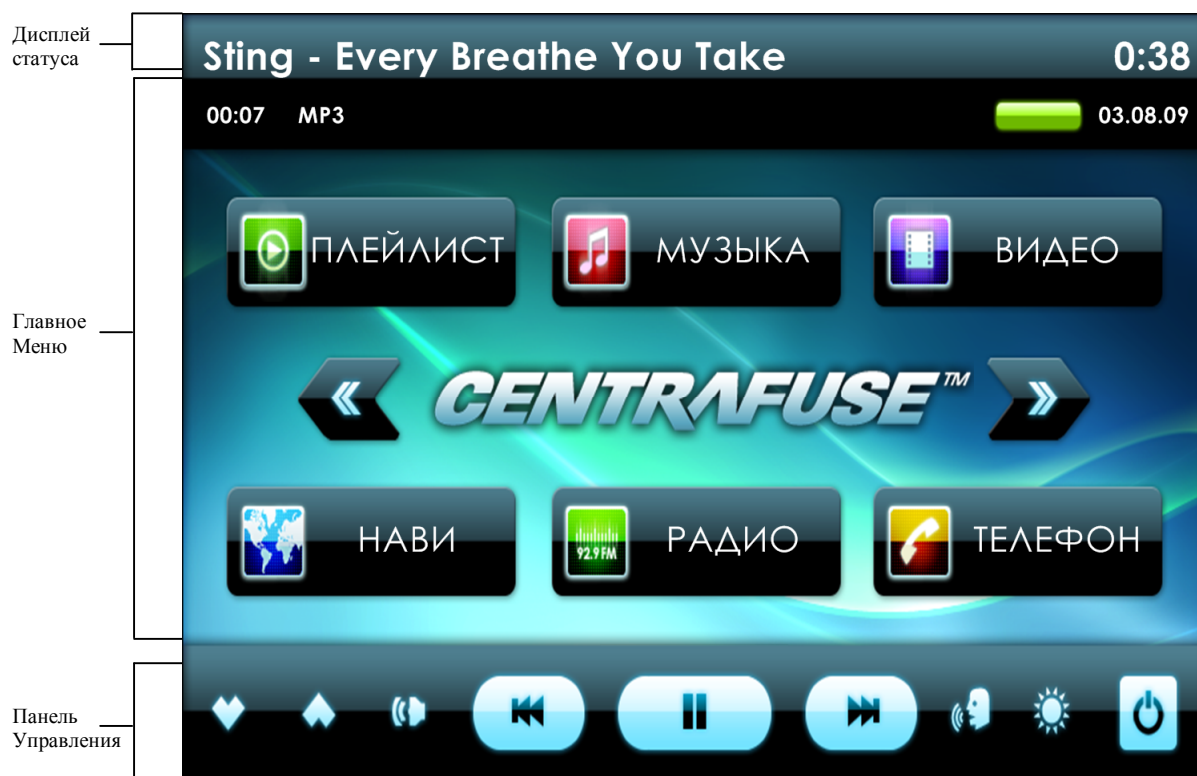 Дисплей
статуса
Sting - Every Breathe You Take 0:38
00:07 MP3 03.08.09
ПЛЕЙЛИСТ МУЗЫКА ВИДЕО
Главное
Меню
CENTRAFUSE™
НАВИ 92.9 FM РАДИО ТЕЛЕФОН
Панель
Управления